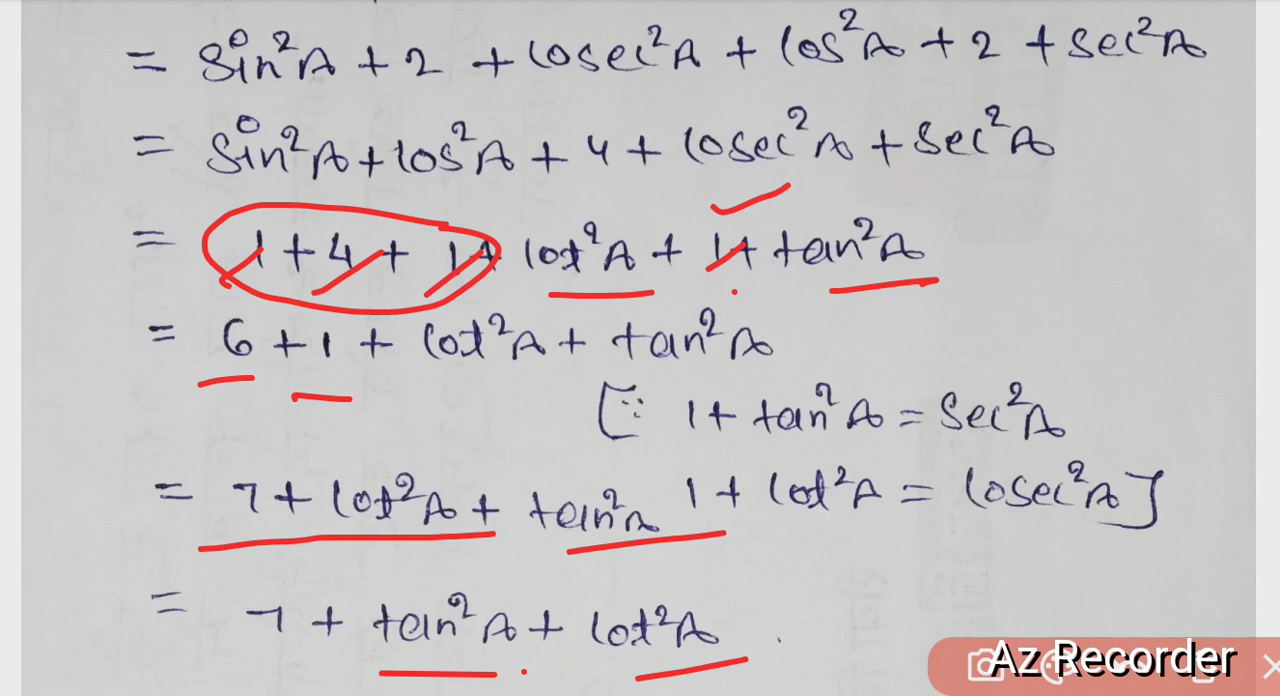 = sin²A + 2 + cosec²A + cos²A + 2 + sec²A
= sin²A + cos²A + 4 + cosec²A + sec²A
= 1 + 4 + 1 + cot²A + 1 + tan²A
= 6 + 1 + cot²A + tan²A
[∵ 1 + tan²A = sec²A
= 7 + cot²A + tan²A 1 + cot²A = cosec²A]
= 7 + tan²A + cot²A
Az Recorder